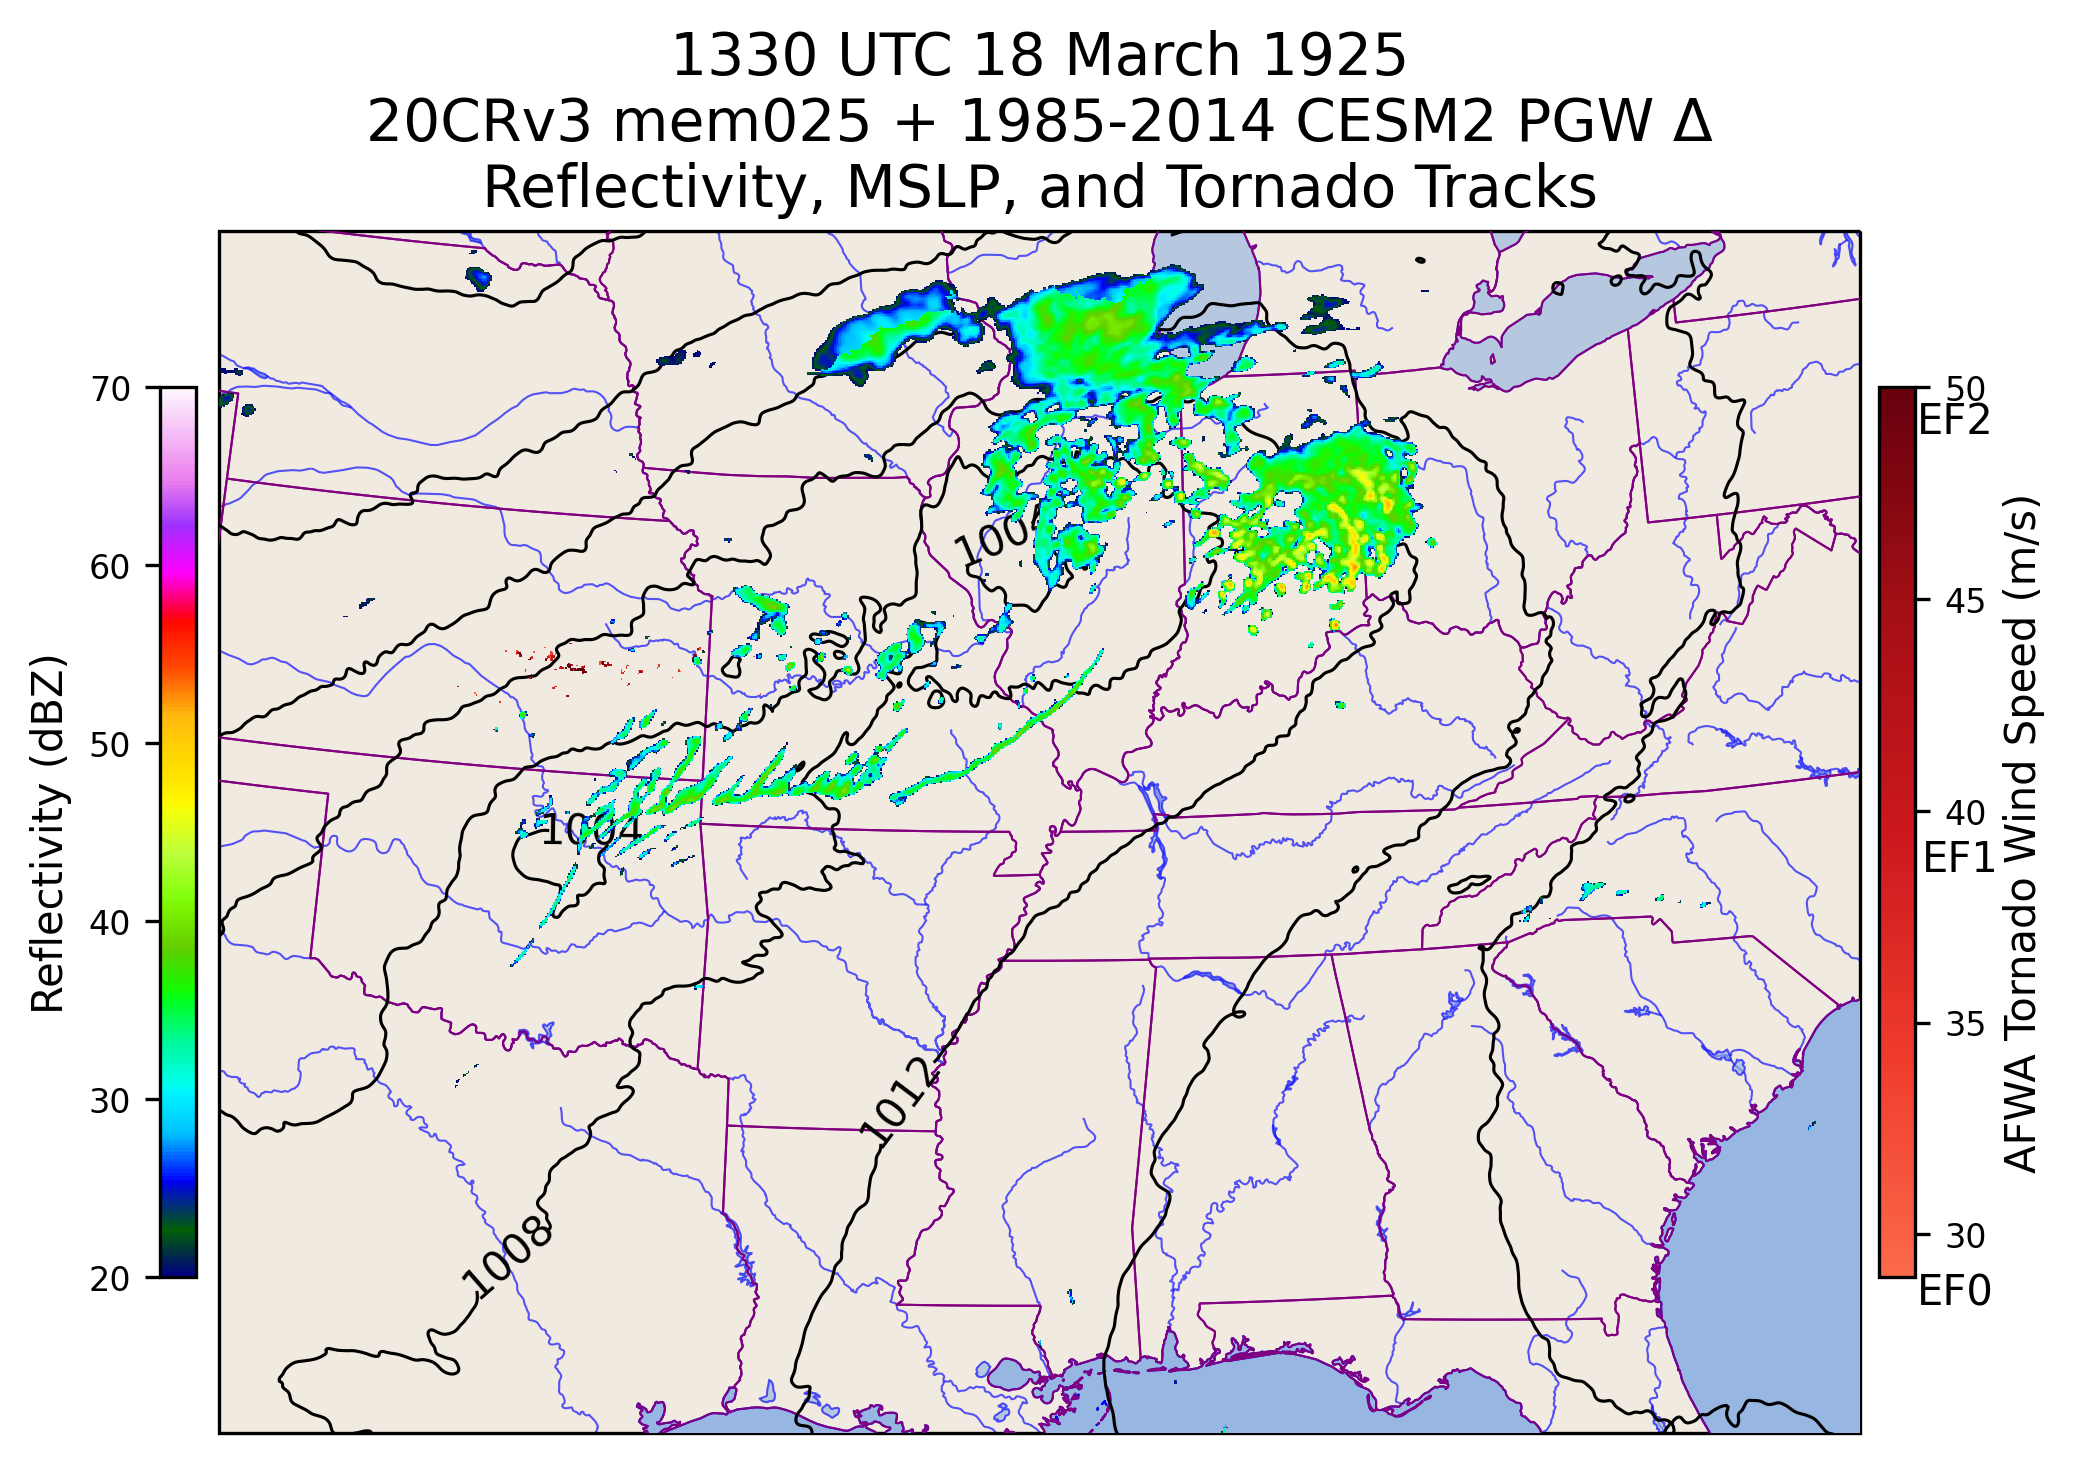 1330 UTC 18 March 1925
20CRv3 mem025 + 1985-2014 CESM2 PGW Δ
Reflectivity, MSLP, and Tornado Tracks
70
60
50
40
30
20
Reflectivity (dBZ)
1004
1012
1008
50
EF2
45
40
EF1
35
30
EF0
AFWA Tornado Wind Speed (m/s)